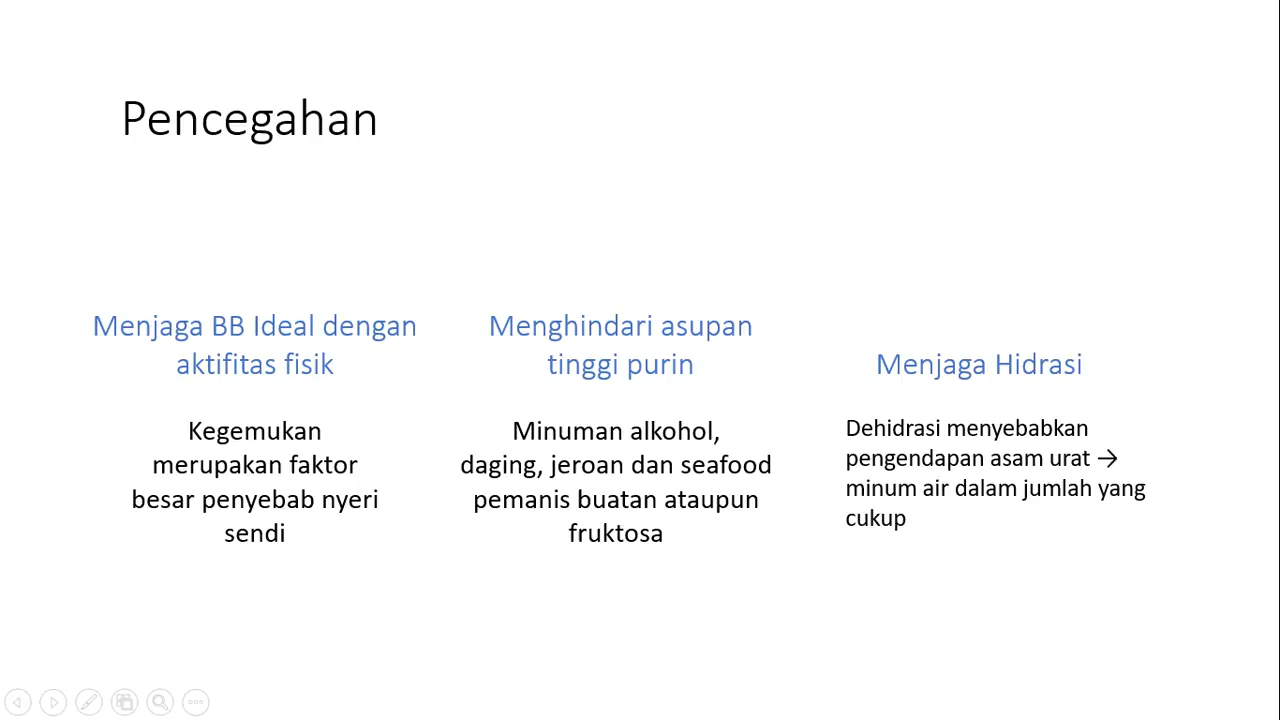 Pencegahan
Menjaga BB Ideal dengan
aktifitas fisik
Kegemukan
merupakan faktor
besar penyebab nyeri
sendi
Menghindari asupan
tinggi purin
Minuman alkohol,
daging, jeroan dan seafood
pemanis buatan ataupun
fruktosa
Menjaga Hidrasi
Dehidrasi menyebabkan
pengendapan asam urat →
minum air dalam jumlah yang
cukup